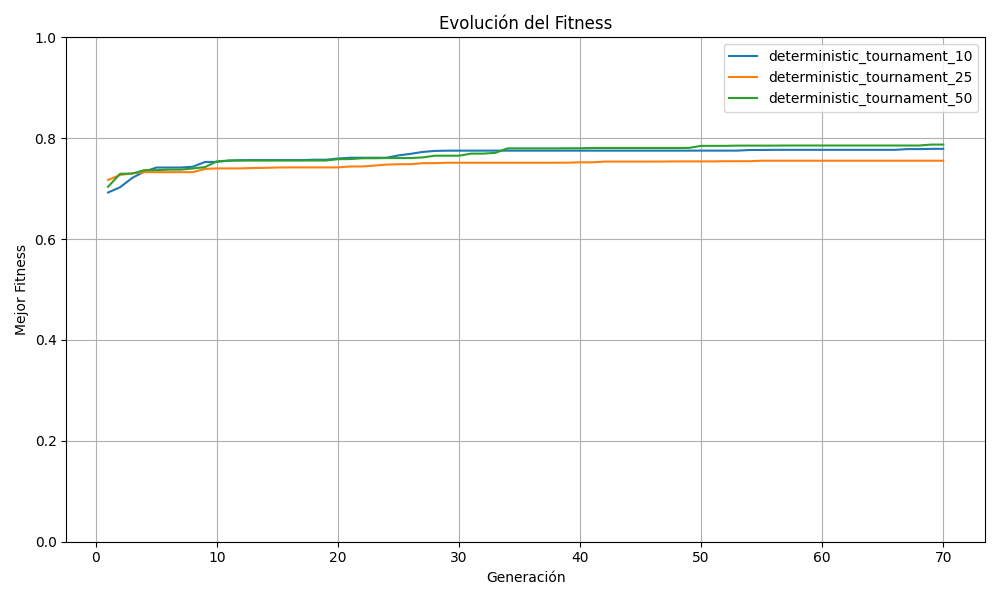 Evolución del Fitness
deterministic_tournament_10
deterministic_tournament_25
deterministic_tournament_50
Mejor Fitness
1.0
0.8
0.6
0.4
0.2
0.0
0 10 20 30 40 50 60 70
Generación